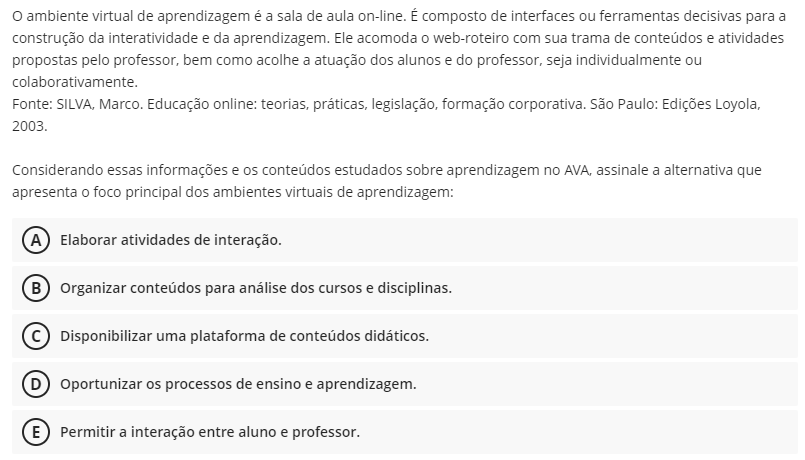 O ambiente virtual de aprendizagem é a sala de aula on-line. É composto de interfaces ou ferramentas decisivas para a
construção da interatividade e da aprendizagem. Ele acomoda o web-roteiro com sua trama de conteúdos e atividades
propostas pelo professor, bem como acolhe a atuação dos alunos e do professor, seja individualmente ou
colaborativamente.
Fonte: SILVA, Marco. Educação online: teorias, práticas, legislação, formação corporativa. São Paulo: Edições Loyola,
2003.
Considerando essas informações e os conteúdos estudados sobre aprendizagem no AVA, assinale a alternativa que
apresenta o foco principal dos ambientes virtuais de aprendizagem:
A Elaborar atividades de interação.
B Organizar conteúdos para análise dos cursos e disciplinas.
C Disponibilizar uma plataforma de conteúdos didáticos.
D Oportunizar os processos de ensino e aprendizagem.
E Permitir a interação entre aluno e professor.